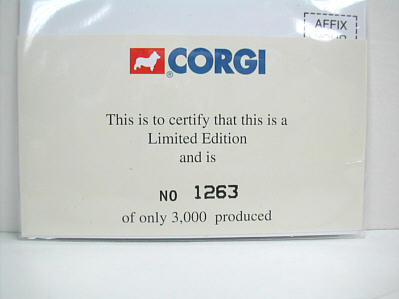 AFFIX
CORGI
This is to certify that this is a
Limited Edition
and is
NO 1263
of only 3,000 produced